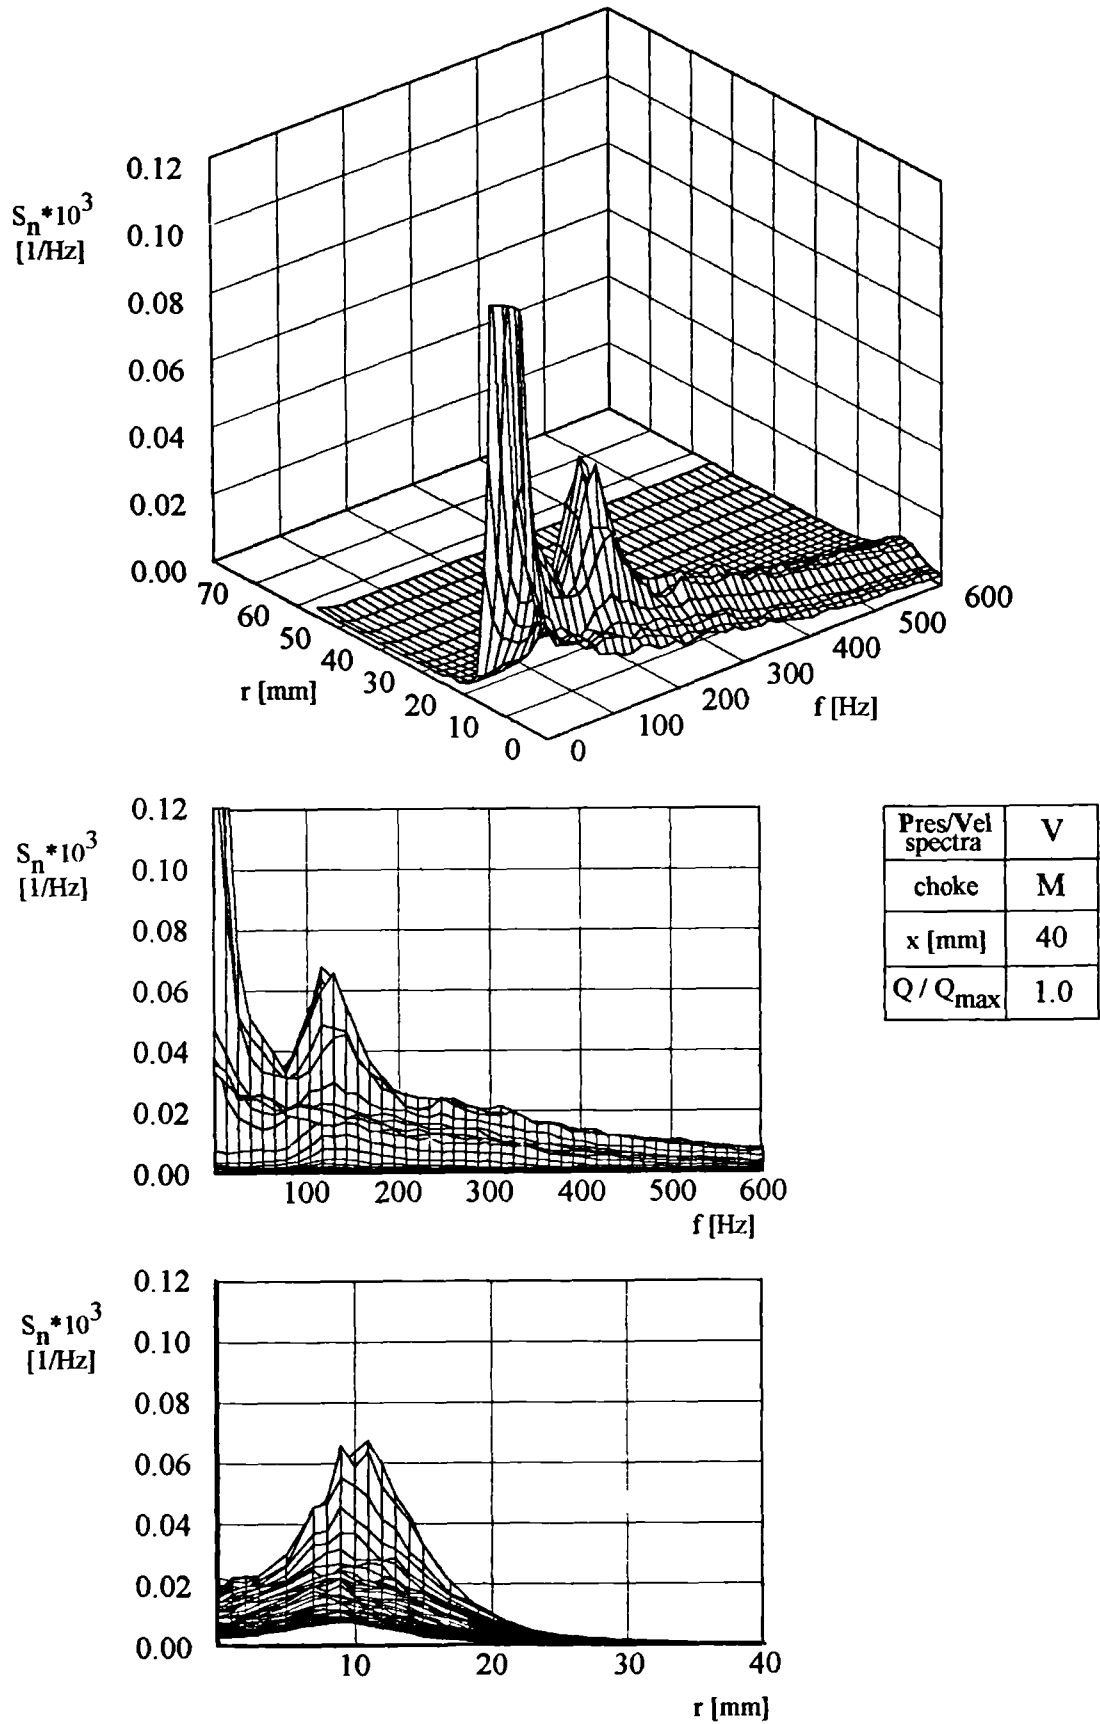 0.12
S_n*10^3
[1/Hz]
0.10
0.08
0.06
0.04
0.02
0.00
70
60
50
40
30
20
10
0
r [mm]
0
100
200
300
400
500
600
f [Hz]
0.12
S_n*10^3
[1/Hz]
0.10
0.08
0.06
0.04
0.02
0.00
100 200 300 400 500 600
f [Hz]
Pres/Vel spectra V
choke M
x [mm] 40
Q / Q_max 1.0
0.12
S_n*10^3
[1/Hz]
0.10
0.08
0.06
0.04
0.02
0.00
10 20 30 40
r [mm]